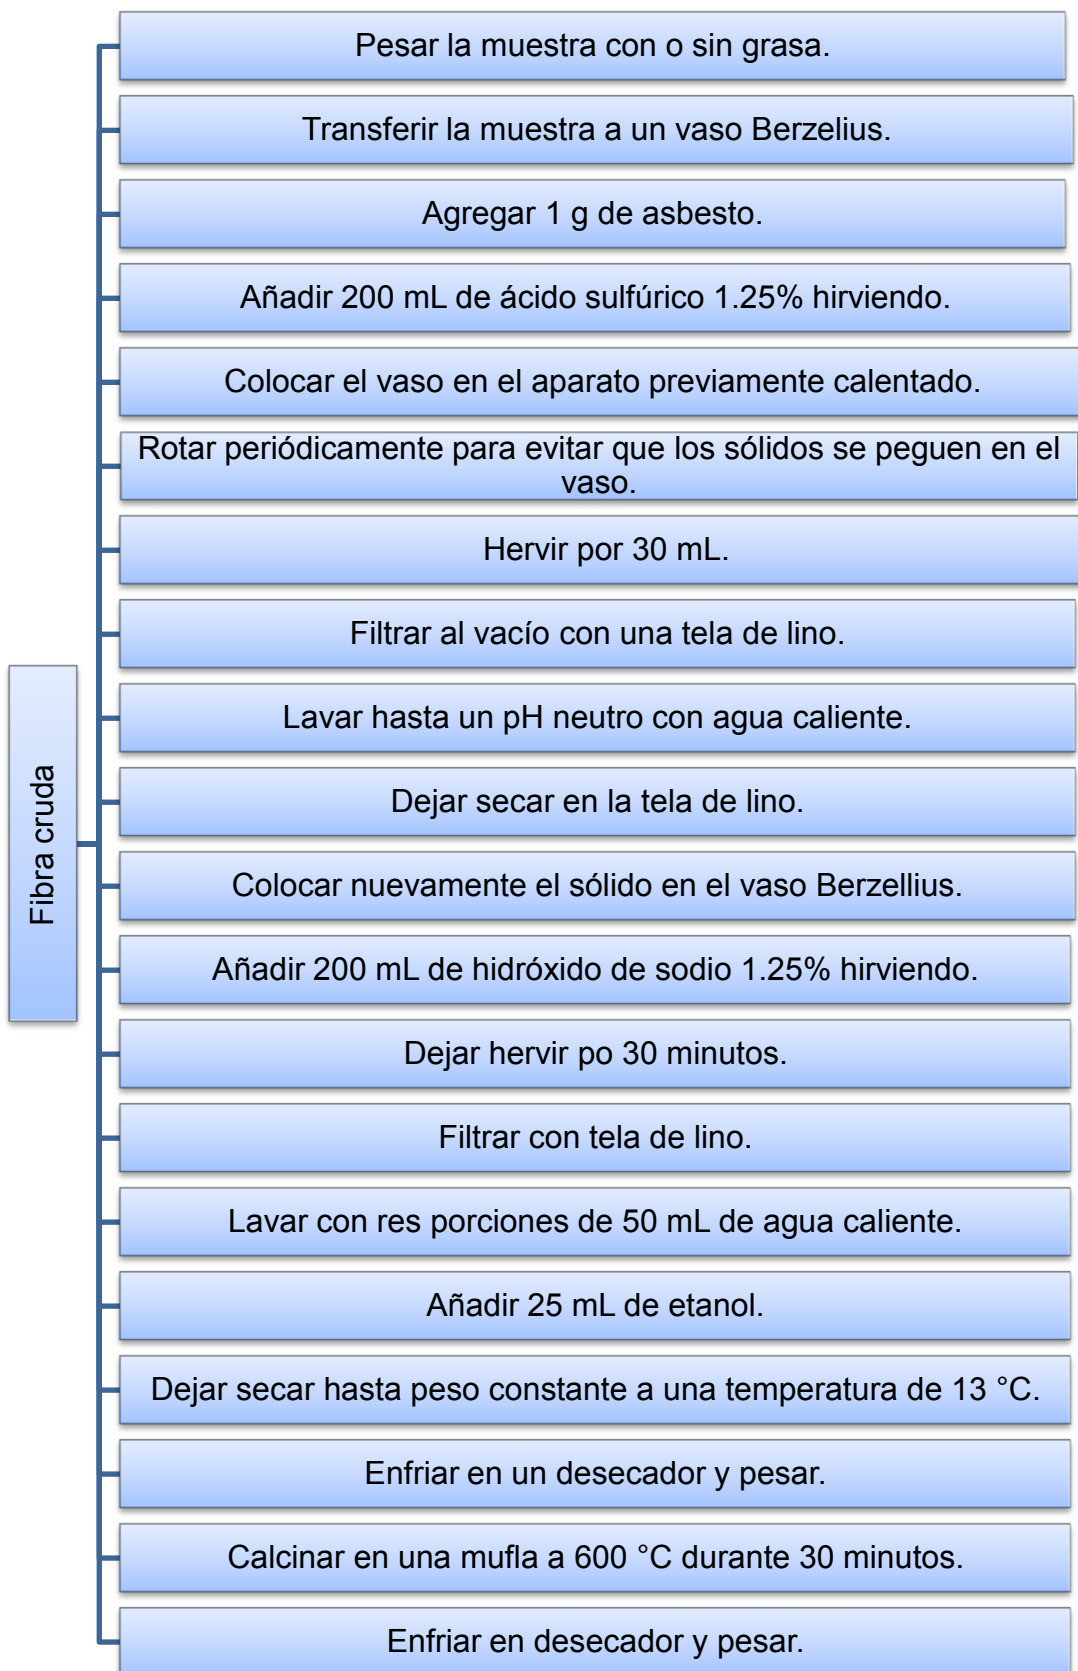 Fibra cruda
Pesar la muestra con o sin grasa.
Transferir la muestra a un vaso Berzelius.
Agregar 1 g de asbesto.
Añadir 200 mL de ácido sulfúrico 1.25% hirviendo.
Colocar el vaso en el aparato previamente calentado.
Rotar periódicamente para evitar que los sólidos se peguen en el
vaso.
Hervir por 30 mL.
Filtrar al vacío con una tela de lino.
Lavar hasta un pH neutro con agua caliente.
Dejar secar en la tela de lino.
Colocar nuevamente el sólido en el vaso Berzellius.
Añadir 200 mL de hidróxido de sodio 1.25% hirviendo.
Dejar hervir po 30 minutos.
Filtrar con tela de lino.
Lavar con res porciones de 50 mL de agua caliente.
Añadir 25 mL de etanol.
Dejar secar hasta peso constante a una temperatura de 13 °C.
Enfriar en un desecador y pesar.
Calcinar en una mufla a 600 °C durante 30 minutos.
Enfriar en desecador y pesar.